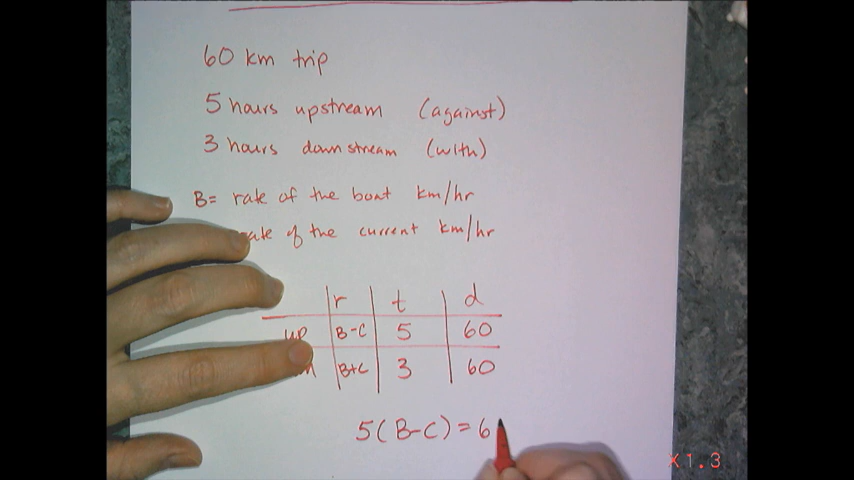 60 km trip
5 hours upstream (against)
3 hours downstream (with)
B= rate of the boat km/hr
of the current km/hr
r t d
up B-C 5 60
B+C 3 60
5(B-C)=6
X1.3